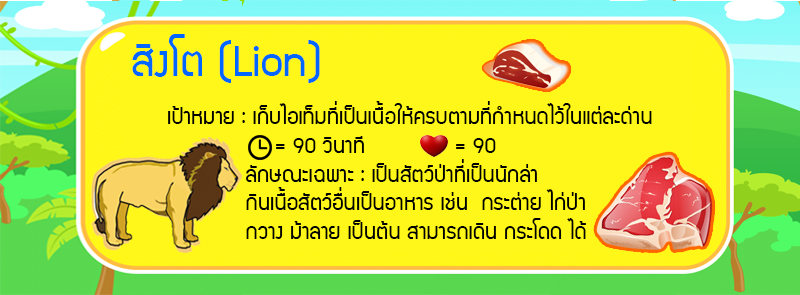 สิงโต (Lion)
เป้าหมาย : เก็บไอเท็มที่เป็นเนื้อให้ครบตามที่กำหนดไว้ในแต่ละด่าน
= 90 วินาที = 90
ลักษณะเฉพาะ : เป็นสัตว์ป่าที่เป็นนักล่า
กินเนื้อสัตว์อื่นเป็นอาหาร เช่น กระต่าย ไก่ป่า
กวาง ม้าลาย เป็นต้น สามารถเดิน กระโดด ได้